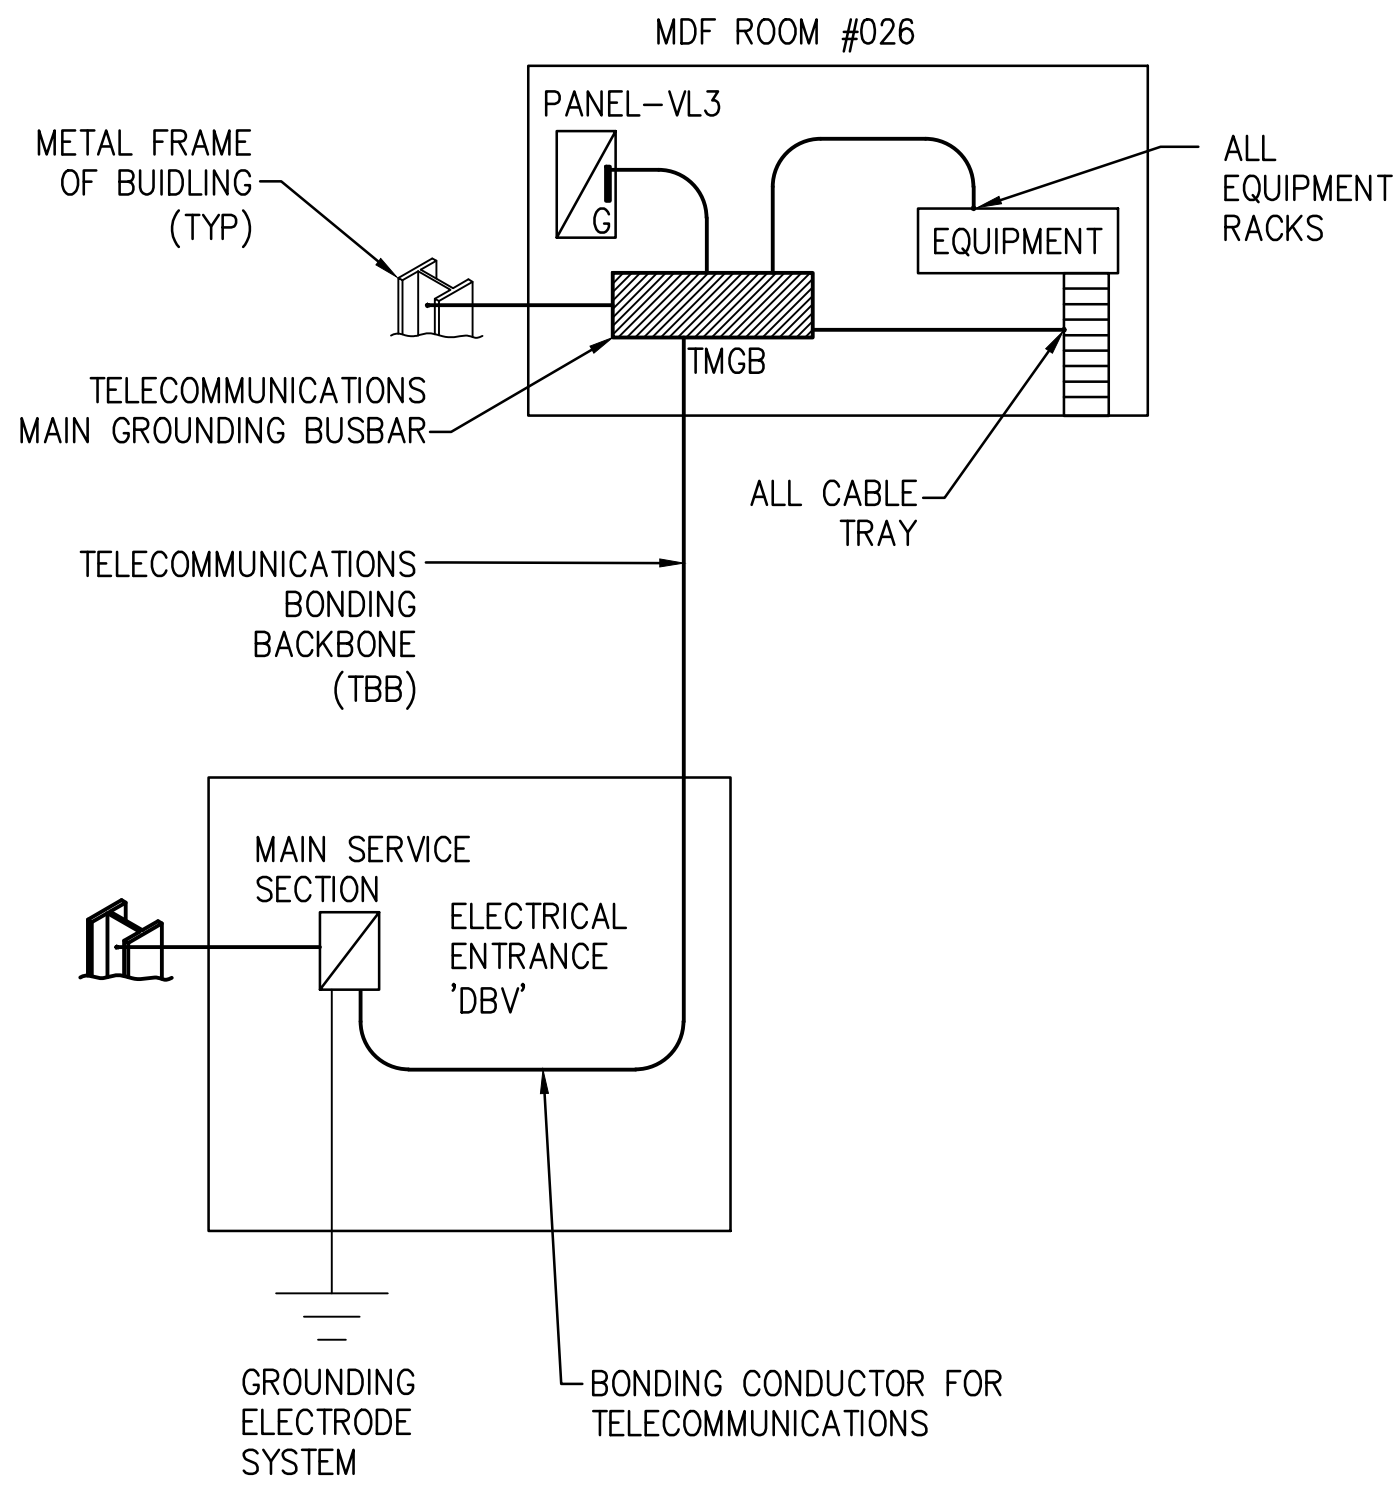 MDF ROOM #026
PANEL-VL3
METAL FRAME
OF BUIDLING
(TYP)
G
ALL
EQUIPMENT
RACKS
EQUIPMENT
TMGB
TELECOMMUNICATIONS
MAIN GROUNDING BUSBAR
ALL CABLE
TRAY
TELECOMMUNICATIONS
BONDING
BACKBONE
(TBB)
MAIN SERVICE
SECTION
ELECTRICAL
ENTRANCE
'DBV'
GROUNDING
ELECTRODE
SYSTEM
BONDING CONDUCTOR FOR
TELECOMMUNICATIONS